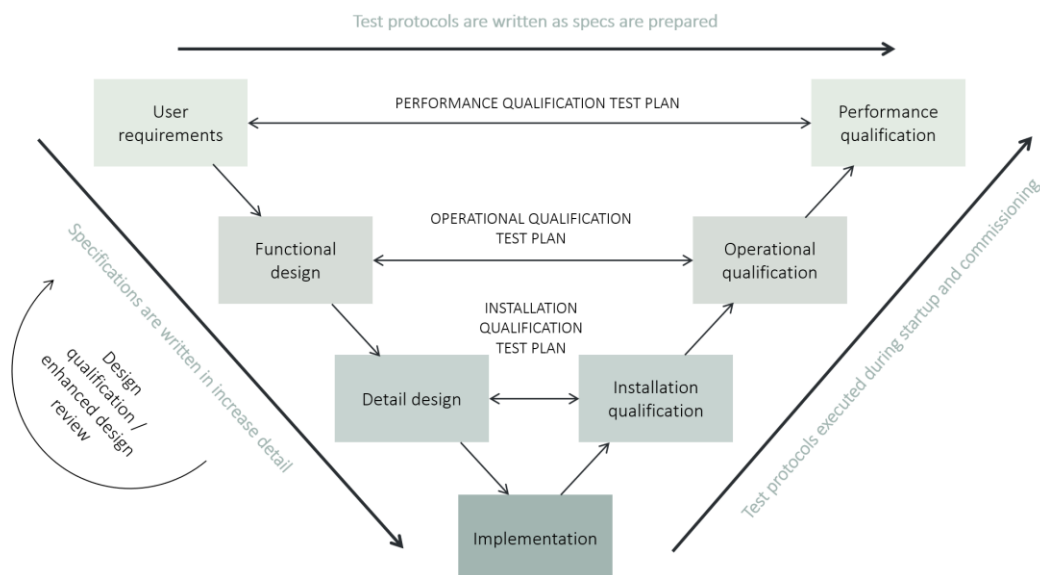 Test protocols are written as specs are prepared
User
requirements
PERFORMANCE QUALIFICATION TEST PLAN
Performance
qualification
Functional
design
OPERATIONAL QUALIFICATION
TEST PLAN
Operational
qualification
INSTALLATION
QUALIFICATION
TEST PLAN
Detail design
Installation
qualification
Implementation
Specifications are written in increase detail
Design
qualification /
enhanced design
review
Test protocols executed during startup and commissioning